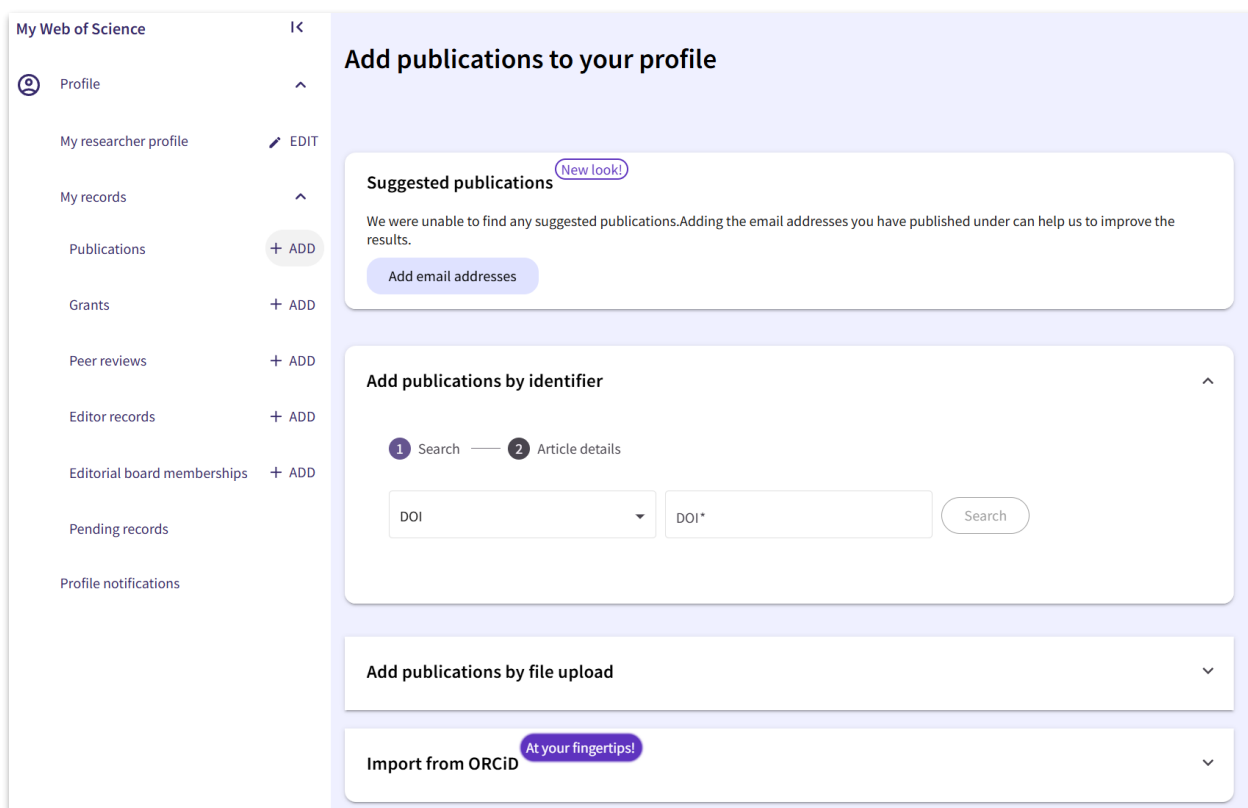 My Web of Science
Profile
My researcher profile
EDIT
My records
Publications
+ ADD
Grants
+ ADD
Peer reviews
+ ADD
Editor records
+ ADD
Editorial board memberships
+ ADD
Pending records
Profile notifications
Add publications to your profile
Suggested publications
New look!
We were unable to find any suggested publications.Adding the email addresses you have published under can help us to improve the
results.
Add email addresses
Add publications by identifier
1 Search
2 Article details
DOI
DOI*
Search
Add publications by file upload
Import from ORCiD
At your fingertips!